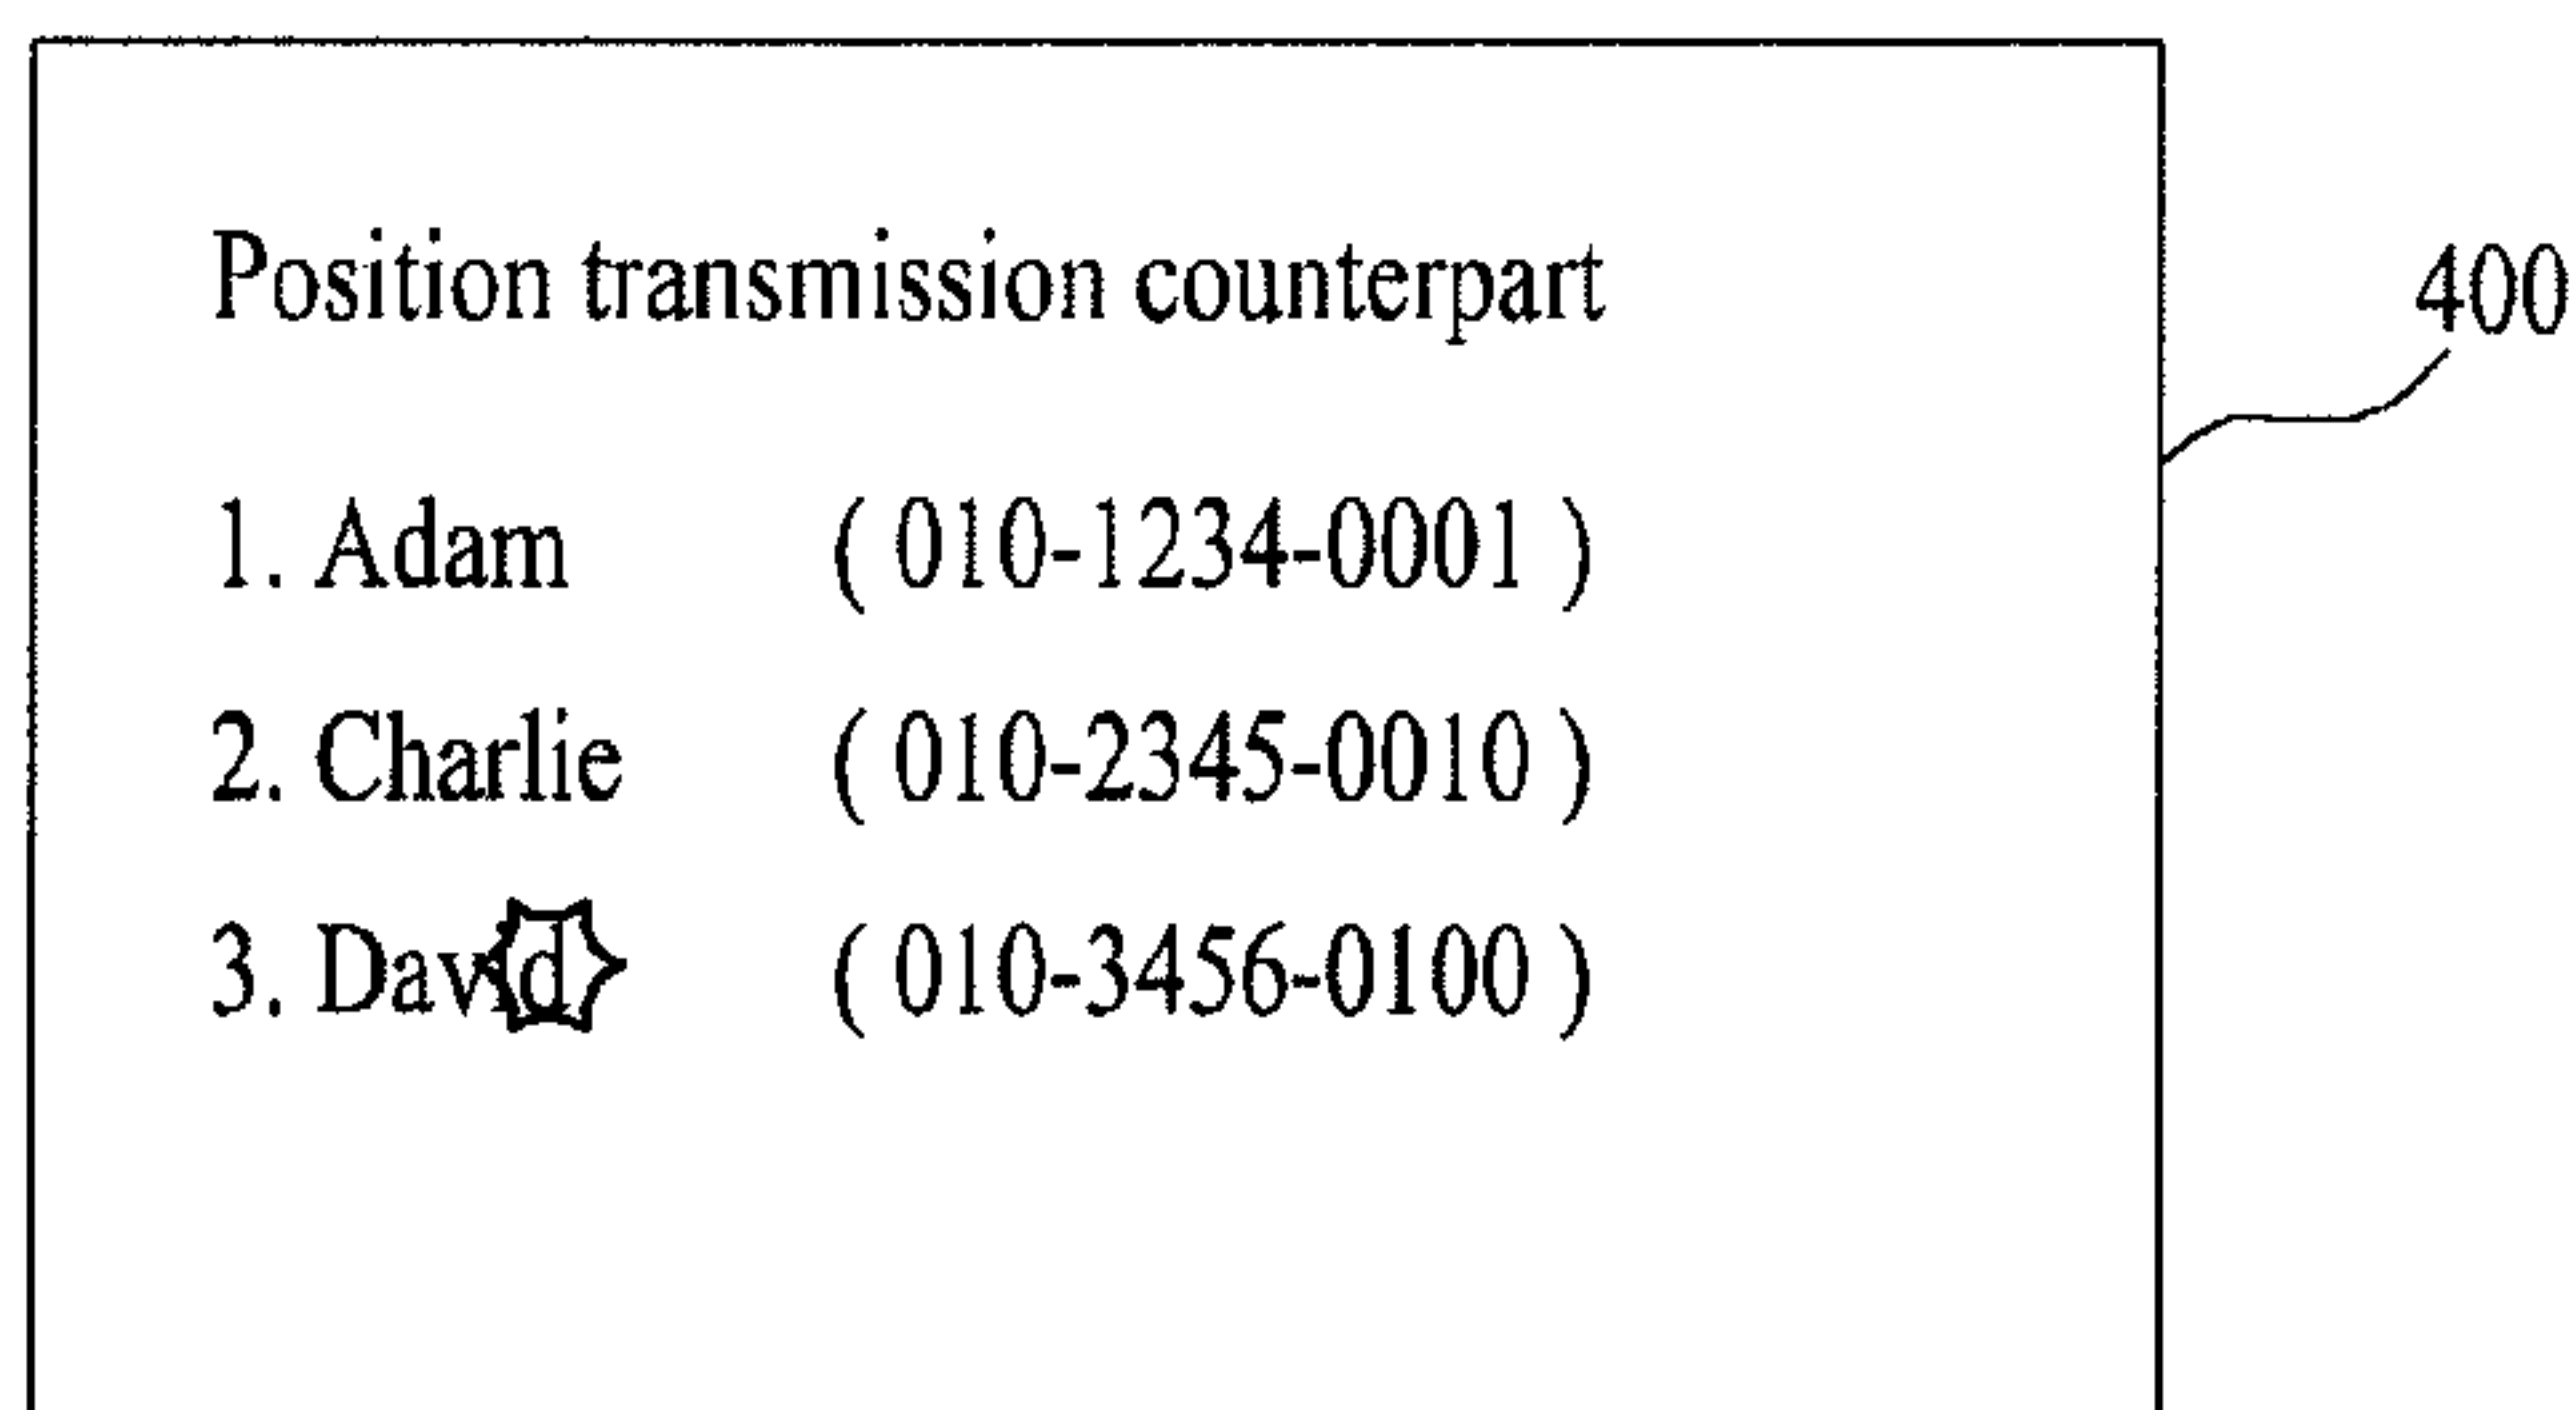 Position transmission counterpart
400
1. Adam ( 010-1234-0001 )
2. Charlie ( 010-2345-0010 )
3. David ( 010-3456-0100 )